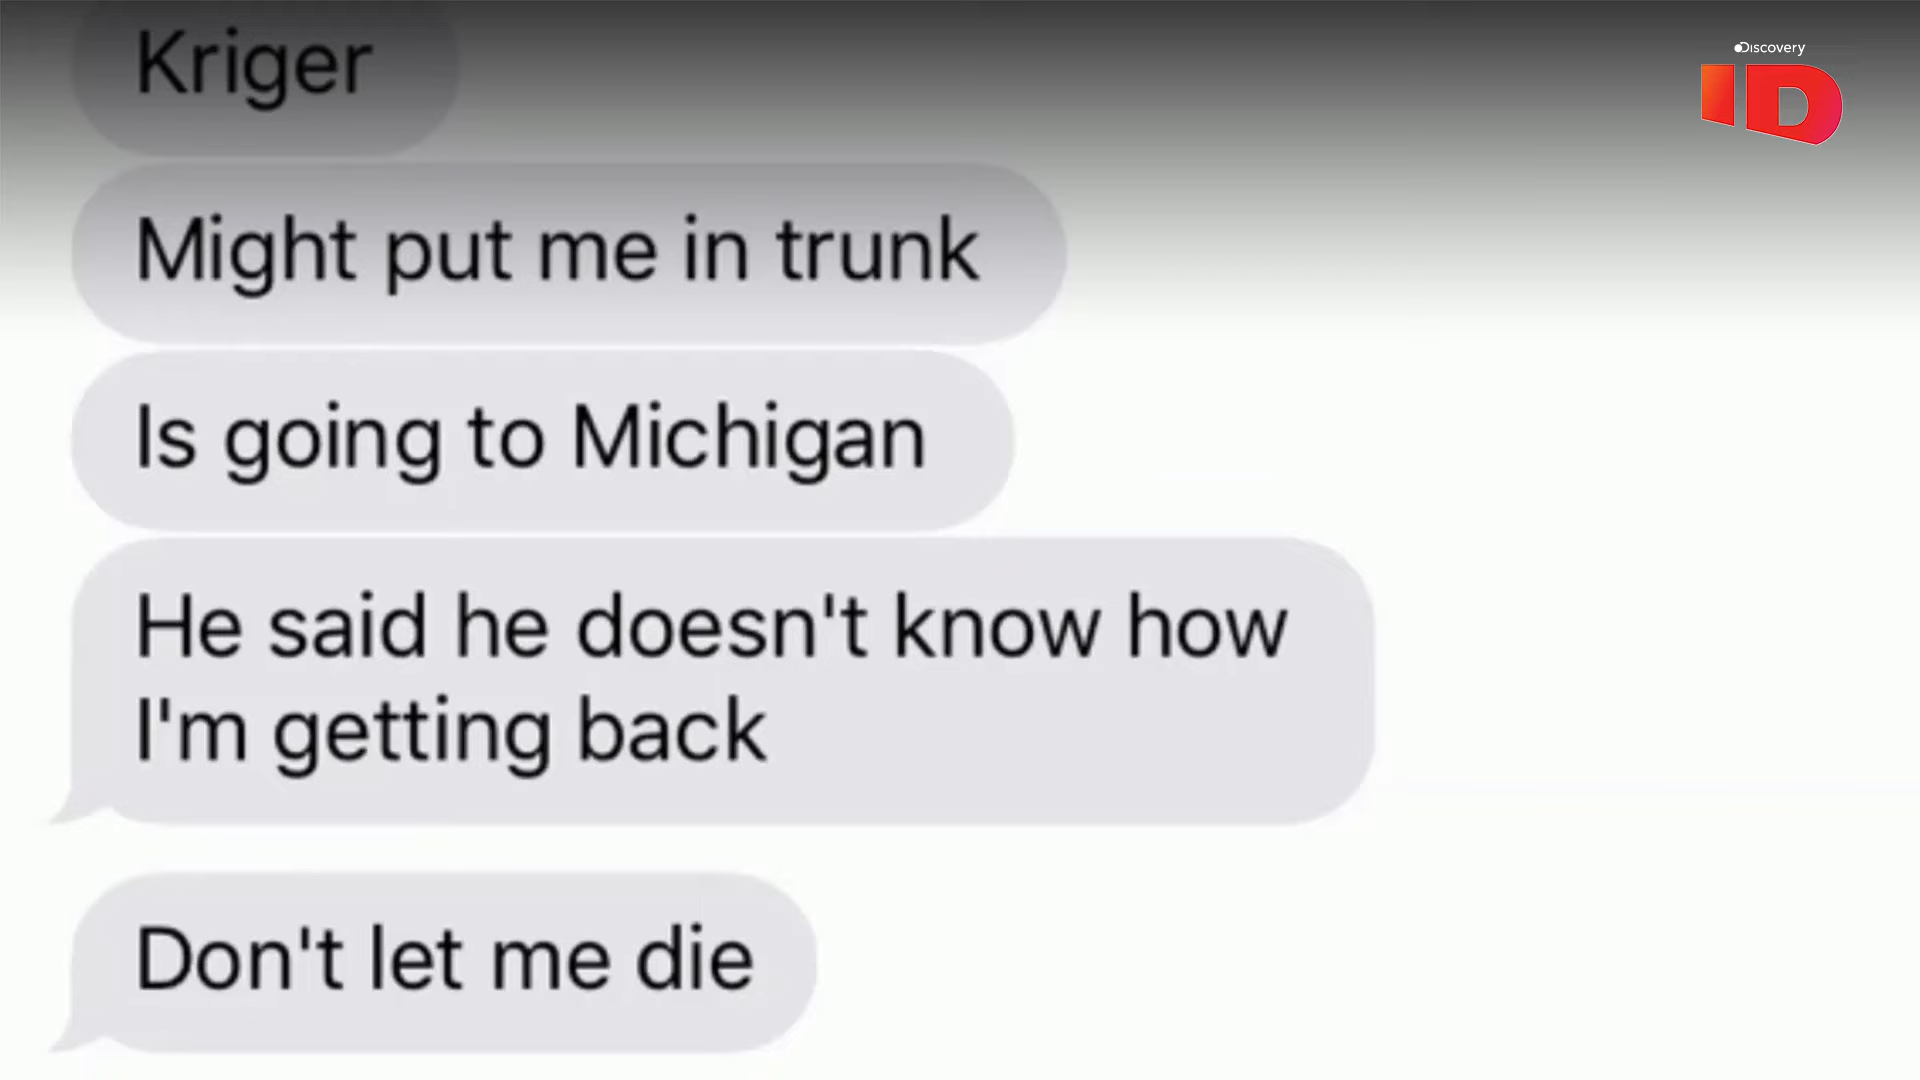 Kriger
Discovery
ID
Might put me in trunk
Is going to Michigan
He said he doesn't know how
I'm getting back
Don't let me die